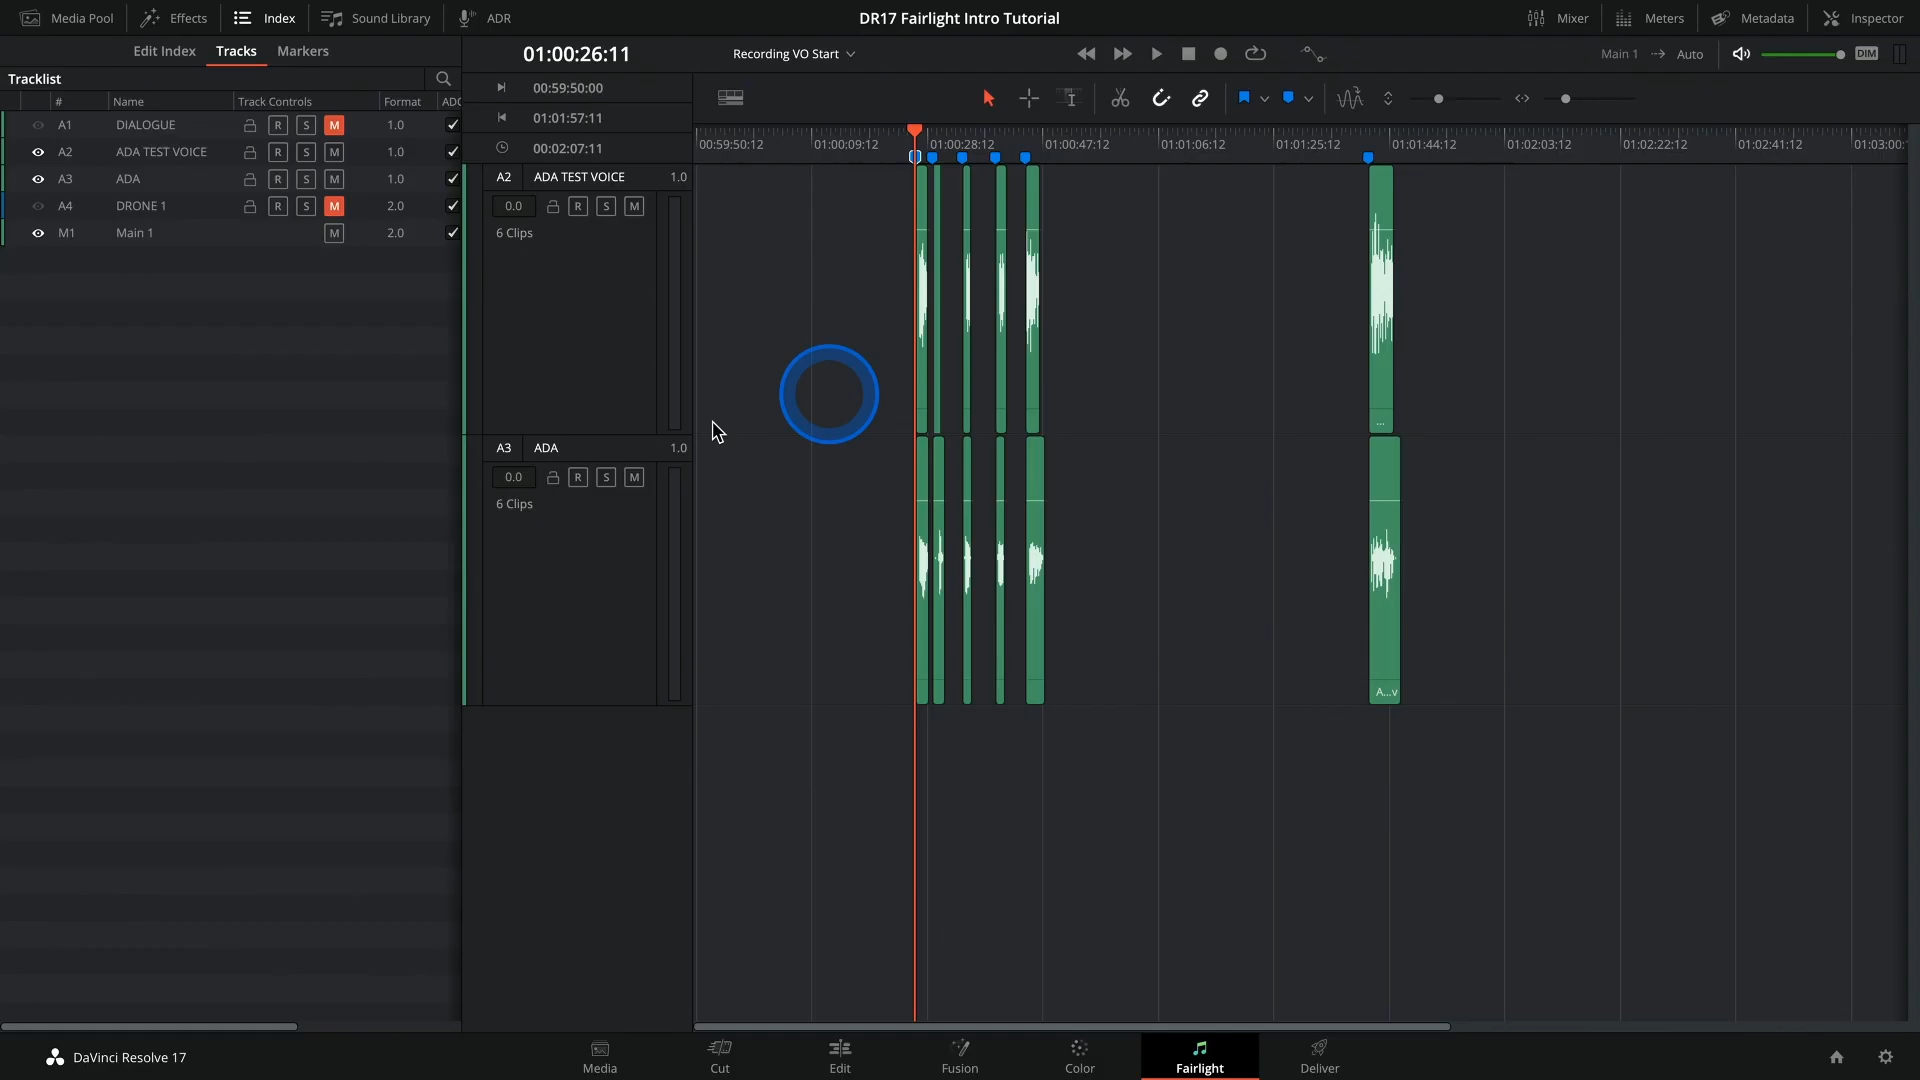 Media Pool Effects Index Sound Library ADR DR17 Fairlight Intro Tutorial Mixer Meters Metadata Inspector
Edit Index Tracks Markers 01:00:26:11 Recording VO Start Main 1 Auto DIM
Tracklist 00:59:50:00
# Name Track Controls Format ADC
A1 DIALOGUE R S M 1.0
01:01:57:11
A2 ADA TEST VOICE R S M 1.0
00:02:07:11
00:59:50:12 01:00:09:12 01:00:28:12 01:00:47:12 01:01:06:12 01:01:25:12 01:01:44:12 01:02:03:12 01:02:22:12 01:02:41:12 01:03:00:
A3 ADA R S M 1.0
A2 ADA TEST VOICE 1.0
A4 DRONE 1 R S M 2.0
0.0 R S M
M1 Main 1 M 2.0
6 Clips
...
A3 ADA 1.0
0.0 R S M
6 Clips
A...v
DaVinci Resolve 17
Media Cut Edit Fusion Color Fairlight Deliver